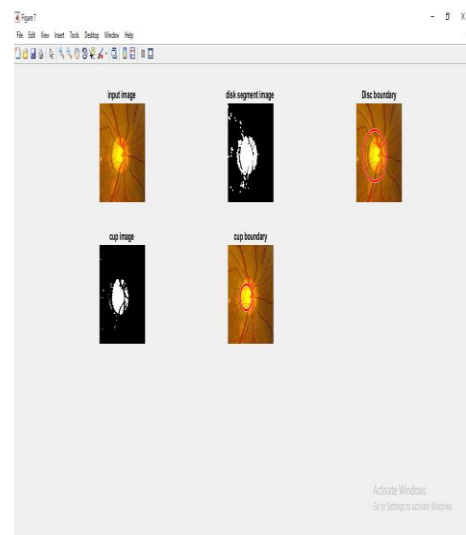 Figure 7
File Edit View Insert Tools Desktop Window Help
input image
disk segment image
Disc boundary
cup image
cup boundary
Activate Windows
Go to Settings to activate Windows.